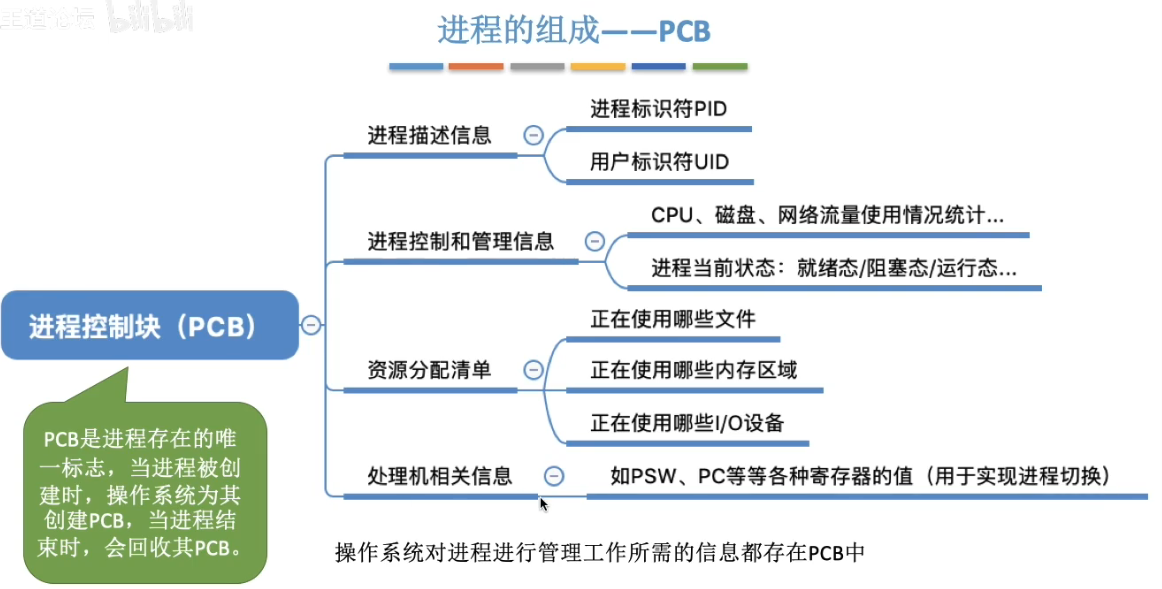 王道论坛 bilibili
进程的组成——PCB
进程描述信息
进程标识符PID
用户标识符UID
进程控制和管理信息
CPU、磁盘、网络流量使用情况统计...
进程当前状态：就绪态/阻塞态/运行态...
进程控制块（PCB）
资源分配清单
正在使用哪些文件
正在使用哪些内存区域
正在使用哪些I/O设备
处理机相关信息
如PSW、PC等等各种寄存器的值（用于实现进程切换）
PCB是进程存在的唯
一标志，当进程被创
建时，操作系统为其
创建PCB，当进程结
束时，会回收其PCB。
操作系统对进程进行管理工作所需的信息都存在PCB中